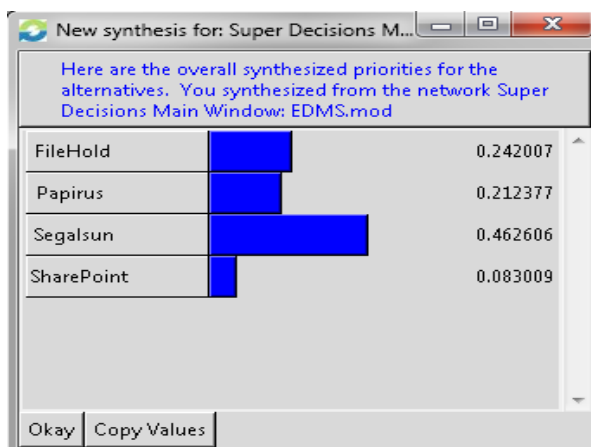 New synthesis for: Super Decisions M...
Here are the overall synthesized priorities for the
alternatives. You synthesized from the network Super
Decisions Main Window: EDMS.mod
FileHold 0.242007
Papirus 0.212377
Segalsun 0.462606
SharePoint 0.083009
Okay Copy Values